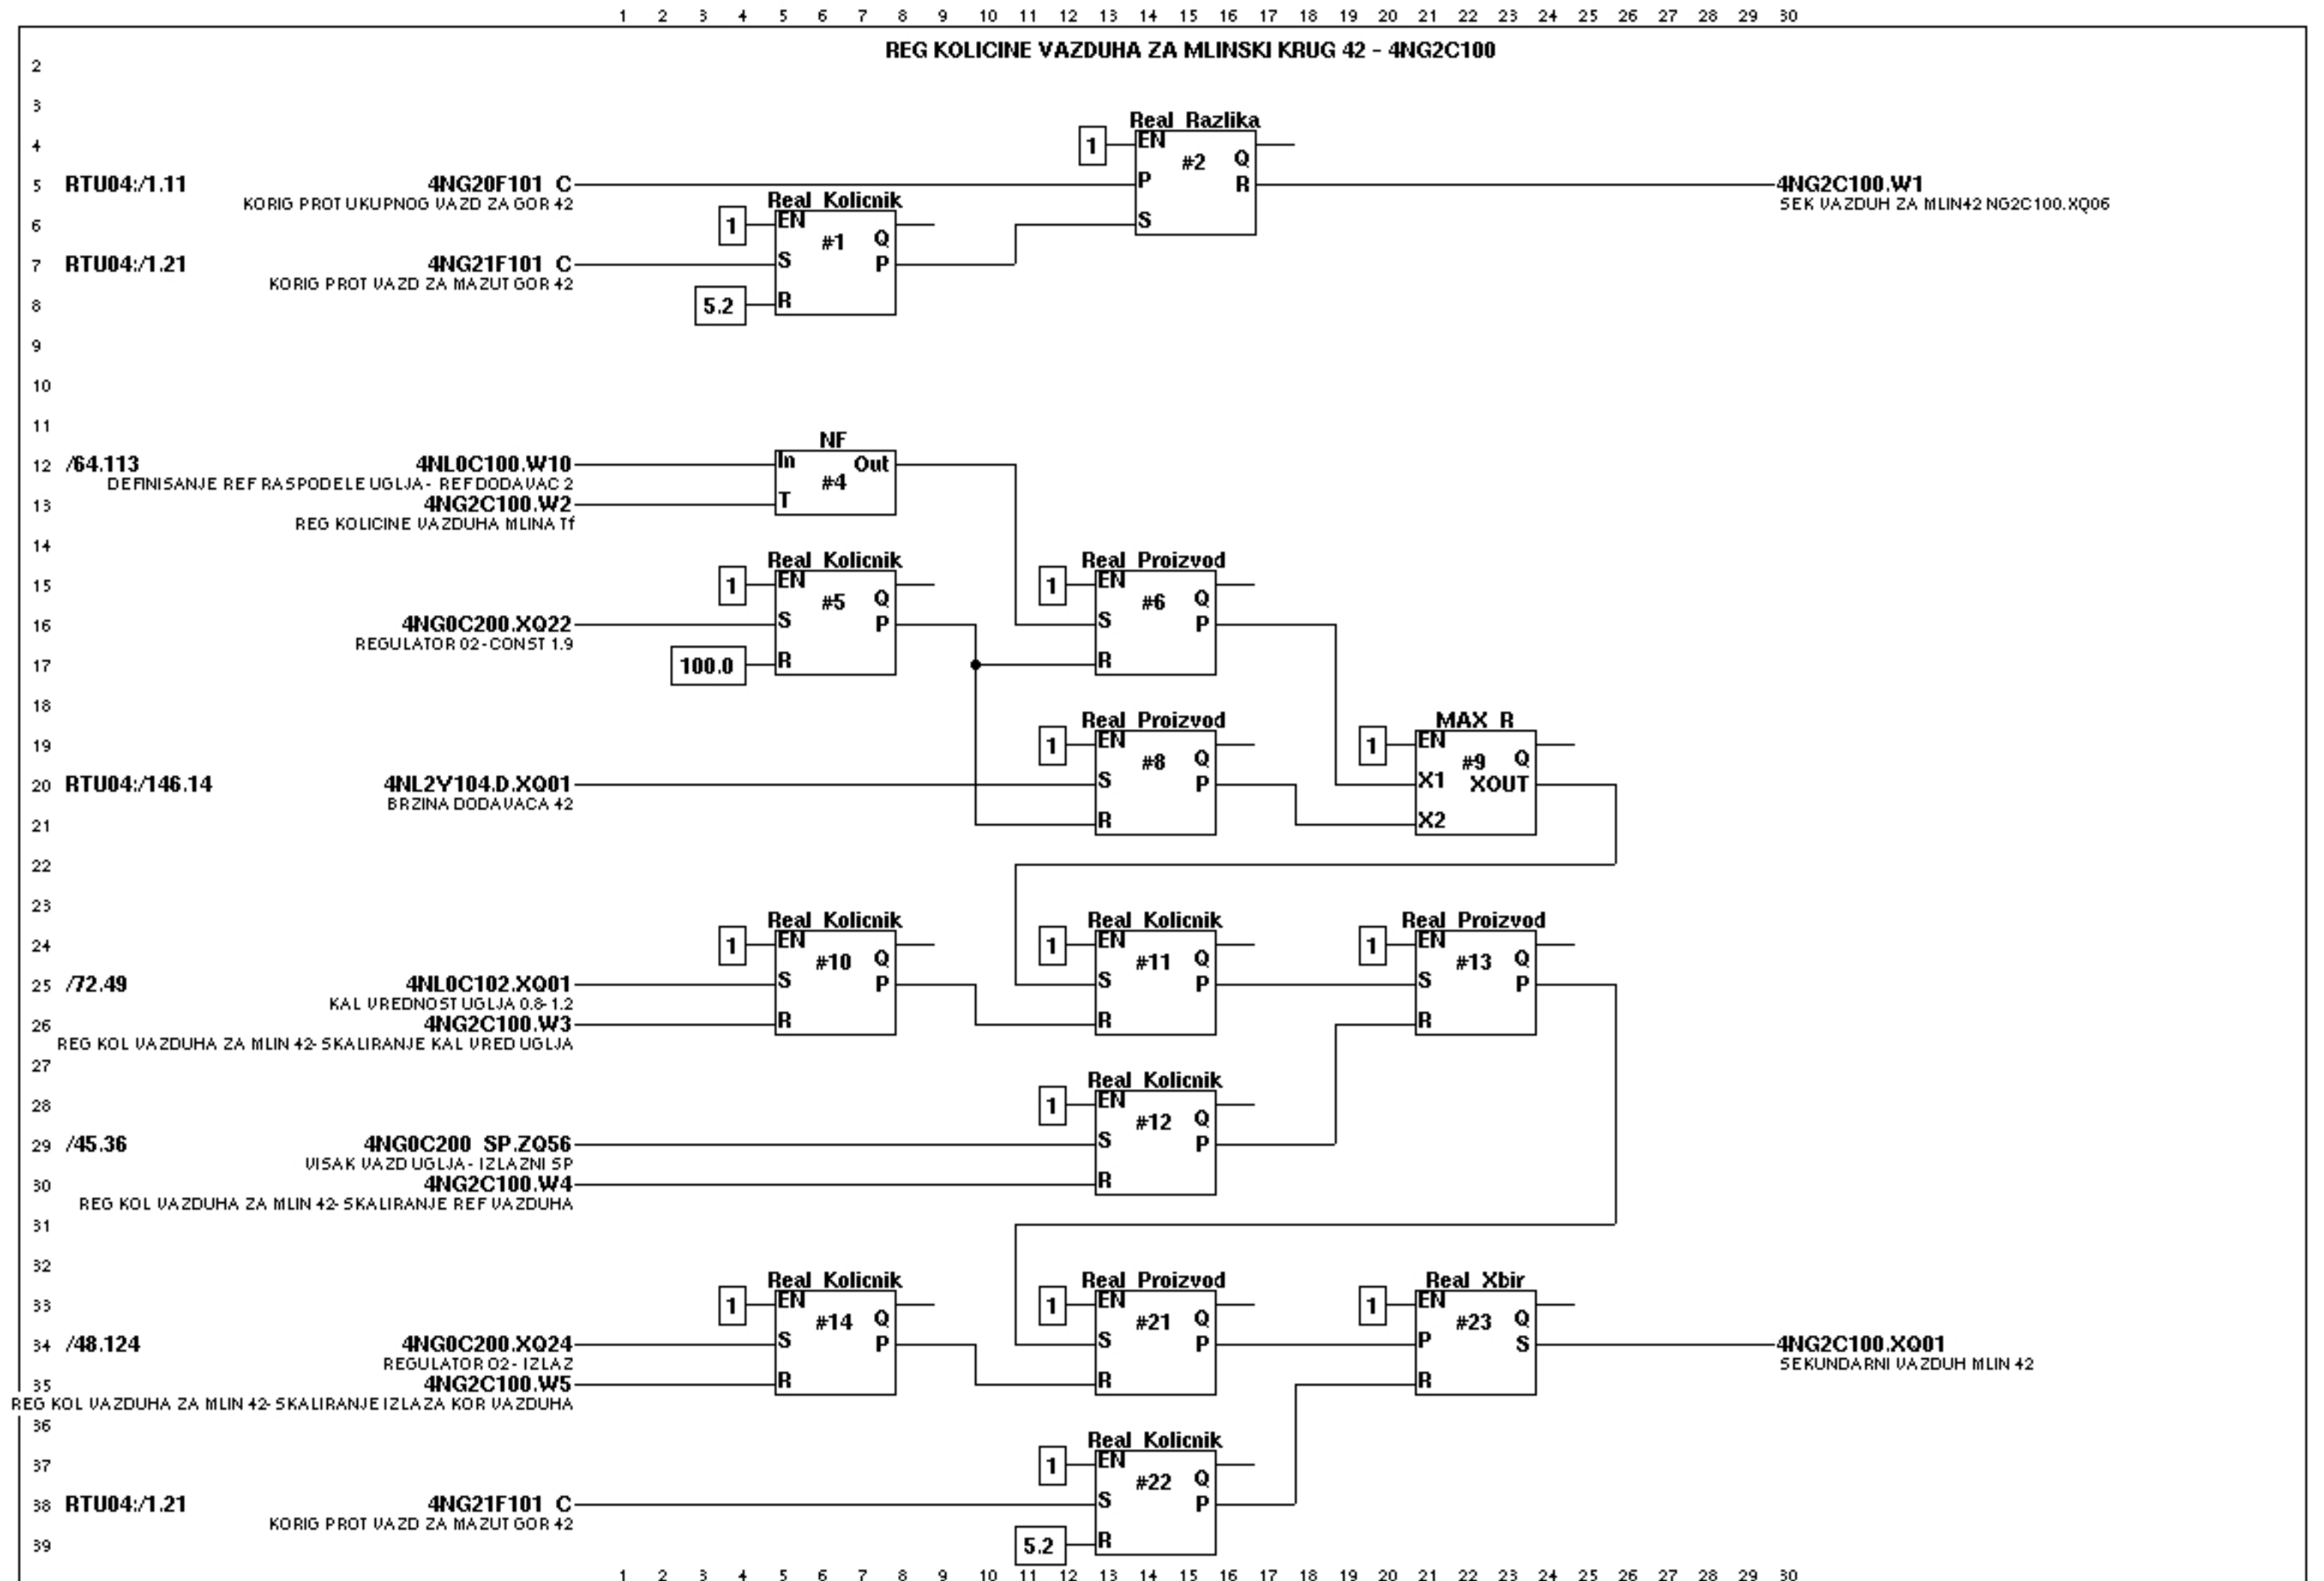 1 2 3 4 5 6 7 8 9 10 11 12 13 14 15 16 17 18 19 20 21 22 23 24 25 26 27 28 29 30
REG KOLICINE VAZDUHA ZA MLINSKI KRUG 42 - 4NG2C100
2
3
Real Razlika
4 1 EN #2 Q
5 RTU04:/1.11 4NG20F101 C P R 4NG2C100.W1
KORIG PROT UKUPNOG VAZD ZA GOR 42 Real Kolicnik SEK VAZDUH ZA MLIN42 NG2C100.XQ06
6 1 EN #1 Q S
7 RTU04:/1.21 4NG21F101 C S P
KORIG PROT VAZD ZA MAZUT GOR 42
8 5.2 R
9
10
11
NF
12 /64.113 4NL0C100.W10 In Out
DEFINISANJE REF RASPODELE UGLJA - REF DODAVAC 2 #4
13 4NG2C100.W2 T
REG KOLICINE VAZDUHA MLINA Tf
14
Real Kolicnik Real Proizvod
15 1 EN #5 Q 1 EN #6 Q
16 4NG0C200.XQ22 S P S P
REGULATOR 02 - CONST 1.9
17 100.0 R R
18
Real Proizvod MAX R
19 1 EN #8 Q 1 EN #9 Q
20 RTU04:/146.14 4NL2Y104.D.XQ01 S P X1 XOUT
BRZINA DODAVACA 42
21 R X2
22
23
Real Kolicnik Real Kolicnik Real Proizvod
24 1 EN #10 Q 1 EN #11 Q 1 EN #13 Q
25 /72.49 4NL0C102.XQ01 S P S P S P
KAL VREDNOST UGLJA 0.8-1.2
26 4NG2C100.W3 R R R
REG KOL VAZDUHA ZA MLIN 42- SKALIRANJE KAL VRED UGLJA
27
Real Kolicnik
28 1 EN #12 Q
29 /45.36 4NG0C200 SP.ZQ56 S P
VISAK VAZD UGLJA - IZLAZNI SP
30 4NG2C100.W4 R
REG KOL VAZDUHA ZA MLIN 42- SKALIRANJE REF VAZDUHA
31
32
Real Kolicnik Real Proizvod Real Xbir
33 1 EN #14 Q 1 EN #21 Q 1 EN #23 Q
34 /48.124 4NG0C200.XQ24 S P S P P S 4NG2C100.XQ01
REGULATOR O2 - IZLAZ SEKUNDARNI VAZDUH MLIN 42
35 4NG2C100.W5 R R R
REG KOL VAZDUHA ZA MLIN 42- SKALIRANJE IZLAZA KOR VAZDUHA
36
Real Kolicnik
37 1 EN #22 Q
38 RTU04:/1.21 4NG21F101 C S P
KORIG PROT VAZD ZA MAZUT GOR 42
39 5.2 R
1 2 3 4 5 6 7 8 9 10 11 12 13 14 15 16 17 18 19 20 21 22 23 24 25 26 27 28 29 30